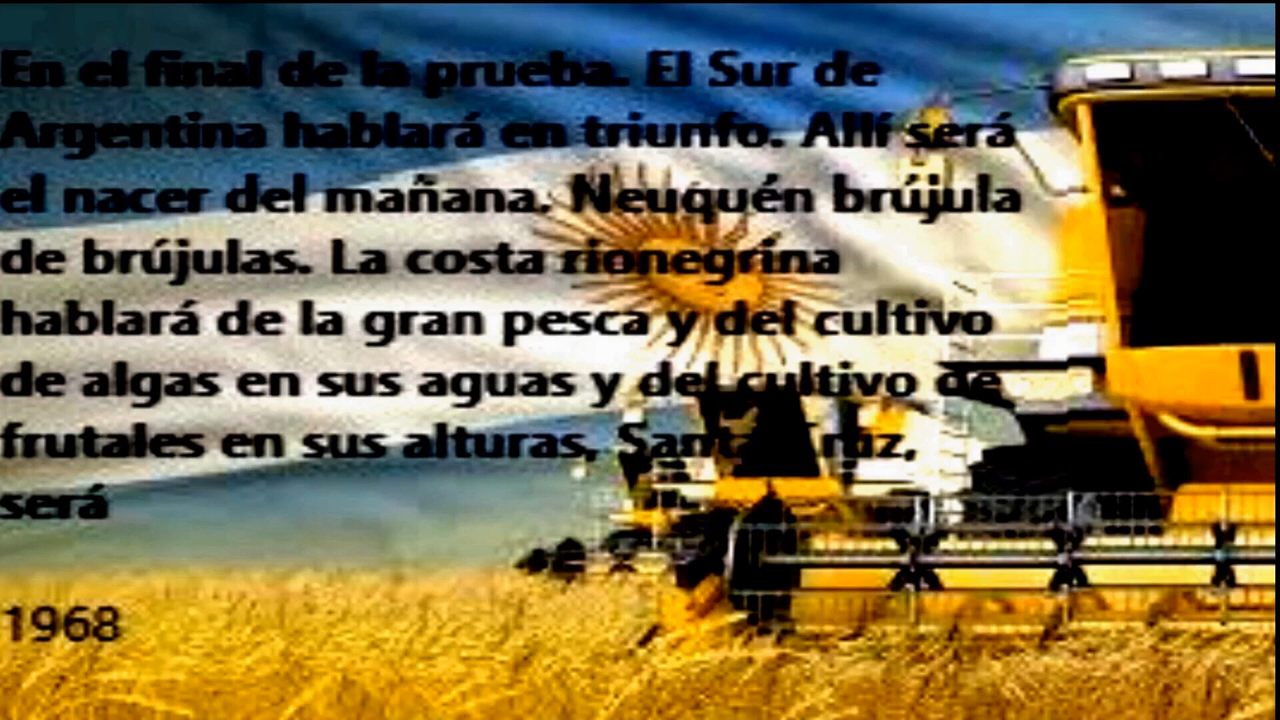 En el final de la prueba. El Sur de
Argentina hablará en triunfo. Allí será
el nacer del mañana. Neuquén brújula
de brújulas. La costa rionegrina
hablará de la gran pesca y del cultivo
de algas en sus aguas y del cultivo de
frutales en sus alturas, Santa Cruz,
será
1968